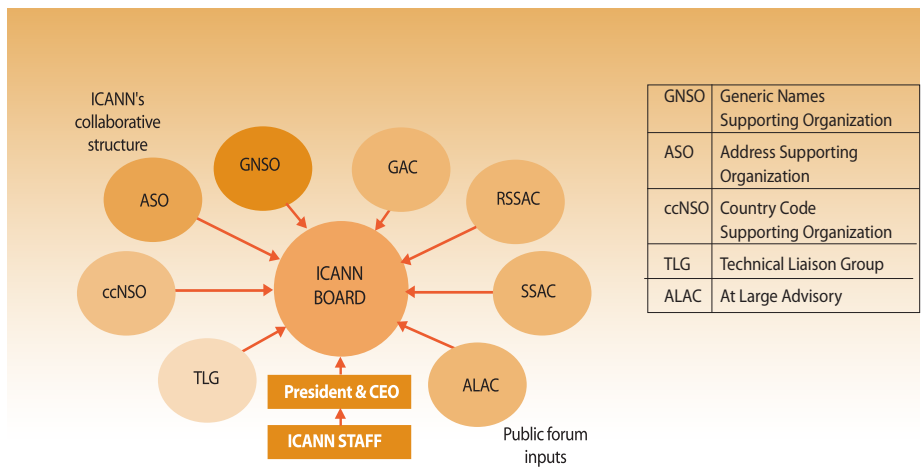 ICANN's
collaborative
structure
GNSO
GAC
ASO
RSSAC
ccNSO
ICANN
BOARD
SSAC
TLG
President & CEO
ALAC
ICANN STAFF
Public forum
inputs
GNSO Generic Names
Supporting Organization
ASO Address Supporting
Organization
ccNSO Country Code
Supporting Organization
TLG Technical Liaison Group
ALAC At Large Advisory